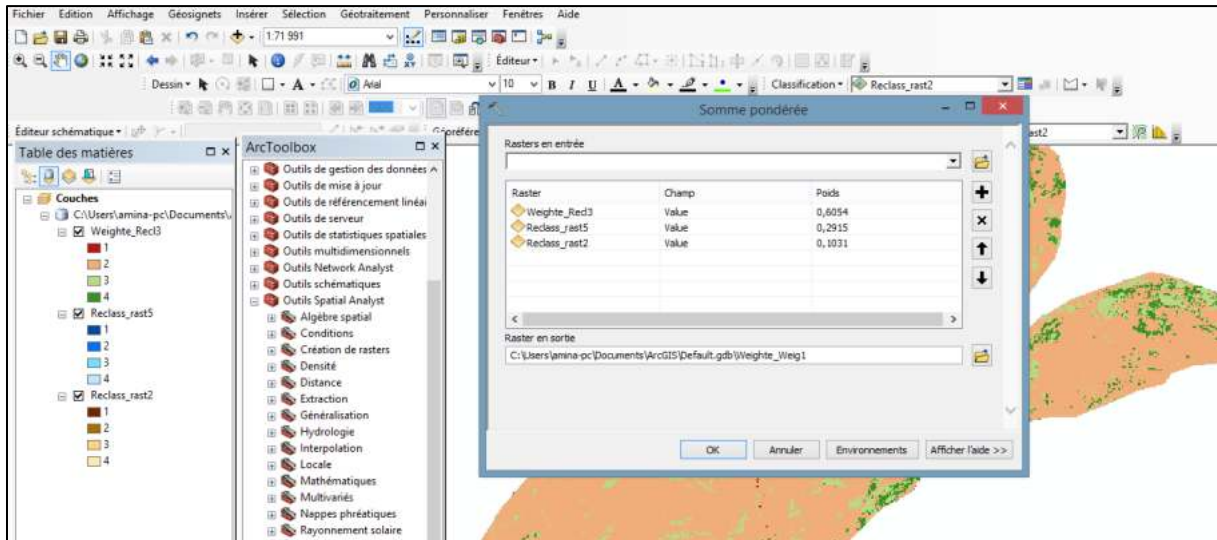 Fichier Edition Affichage Géosignets Insérer Sélection Géotraitement Personnaliser Fenêtres Aide
1:71 991
Éditeur
Dessin A Arial 10 B I U A Classification Reclass_rast2
Éditeur schématique Géoréfére ast2
Table des matières
Couches
C:\Users\amina-pc\Documents\
Weighte_Recl3
1
2
3
4
Reclass_rast5
1
2
3
4
Reclass_rast2
1
2
3
4
ArcToolbox
Outils de gestion des données
Outils de mise à jour
Outils de référencement linéai
Outils de serveur
Outils de statistiques spatiales
Outils multidimensionnels
Outils Network Analyst
Outils schématiques
Outils Spatial Analyst
Algèbre spatial
Conditions
Création de rasters
Densité
Distance
Extraction
Généralisation
Hydrologie
Interpolation
Locale
Mathématiques
Multivariés
Nappes phréatiques
Rayonnement solaire
Somme pondérée
Rasters en entrée
Raster Champ Poids
Weighte_Recl3 Value 0,6054
Reclass_rast5 Value 0,2915
Reclass_rast2 Value 0,1031
Raster en sortie
C:\Users\amina-pc\Documents\ArcGIS\Default.gdb\Weighte_Weig1
OK Annuler Environnements Afficher l'aide >>